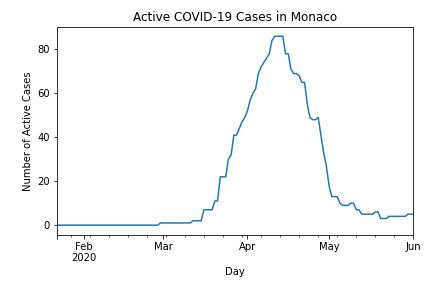 Active COVID-19 Cases in Monaco
Number of Active Cases
80
60
40
20
0
Feb Mar Apr May Jun
2020
Day